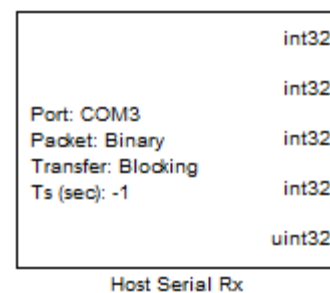 int32
int32
Port: COM3
Packet: Binary
int32
Transfer: Blocking
Ts (sec): -1
int32
uint32
Host Serial Rx